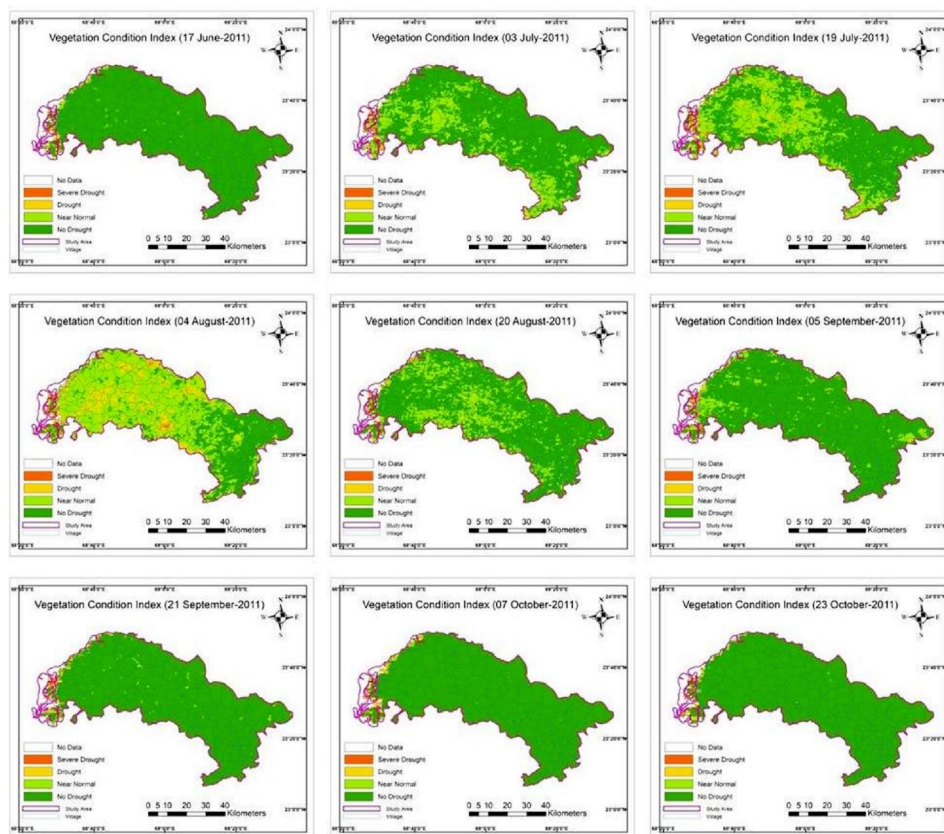 Vegetation Condition Index (17 June-2011)
No Data
Severe Drought
Drought
Near Normal
No Drought
Study Area
Village
0 5 10 20 30 40
Kilometers
Vegetation Condition Index (03 July-2011)
No Data
Severe Drought
Drought
Near Normal
No Drought
Study Area
Village
0 5 10 20 30 40
Kilometers
Vegetation Condition Index (19 July-2011)
No Data
Severe Drought
Drought
Near Normal
No Drought
Study Area
Village
0 5 10 20 30 40
Kilometers
Vegetation Condition Index (04 August-2011)
No Data
Severe Drought
Drought
Near Normal
No Drought
Study Area
Village
0 5 10 20 30 40
Kilometers
Vegetation Condition Index (20 August-2011)
No Data
Severe Drought
Drought
Near Normal
No Drought
Study Area
Village
0 5 10 20 30 40
Kilometers
Vegetation Condition Index (05 September-2011)
No Data
Severe Drought
Drought
Near Normal
No Drought
Study Area
Village
0 5 10 20 30 40
Kilometers
Vegetation Condition Index (21 September-2011)
No Data
Severe Drought
Drought
Near Normal
No Drought
Study Area
Village
0 5 10 20 30 40
Kilometers
Vegetation Condition Index (07 October-2011)
No Data
Severe Drought
Drought
Near Normal
No Drought
Study Area
Village
0 5 10 20 30 40
Kilometers
Vegetation Condition Index (23 October-2011)
No Data
Severe Drought
Drought
Near Normal
No Drought
Study Area
Village
0 5 10 20 30 40
Kilometers